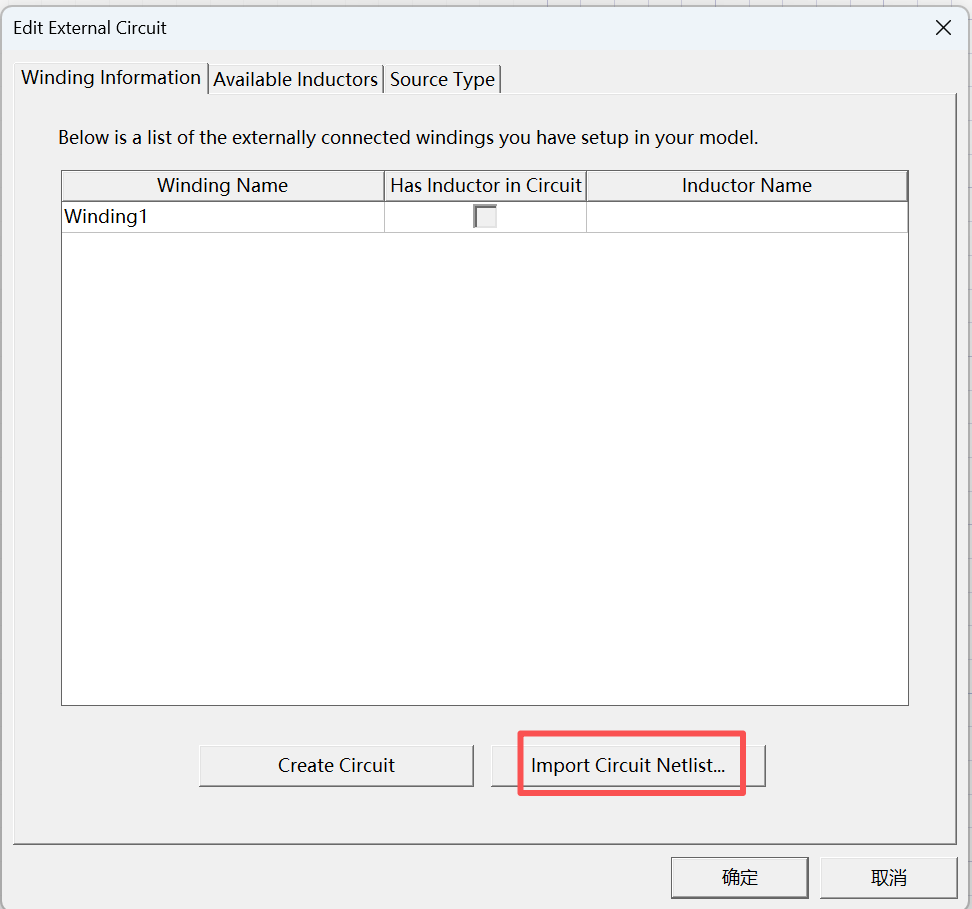 Edit External Circuit
Winding Information Available Inductors Source Type
Below is a list of the externally connected windings you have setup in your model.
Winding Name Has Inductor in Circuit Inductor Name
Winding1
Create Circuit Import Circuit Netlist...
确定 取消